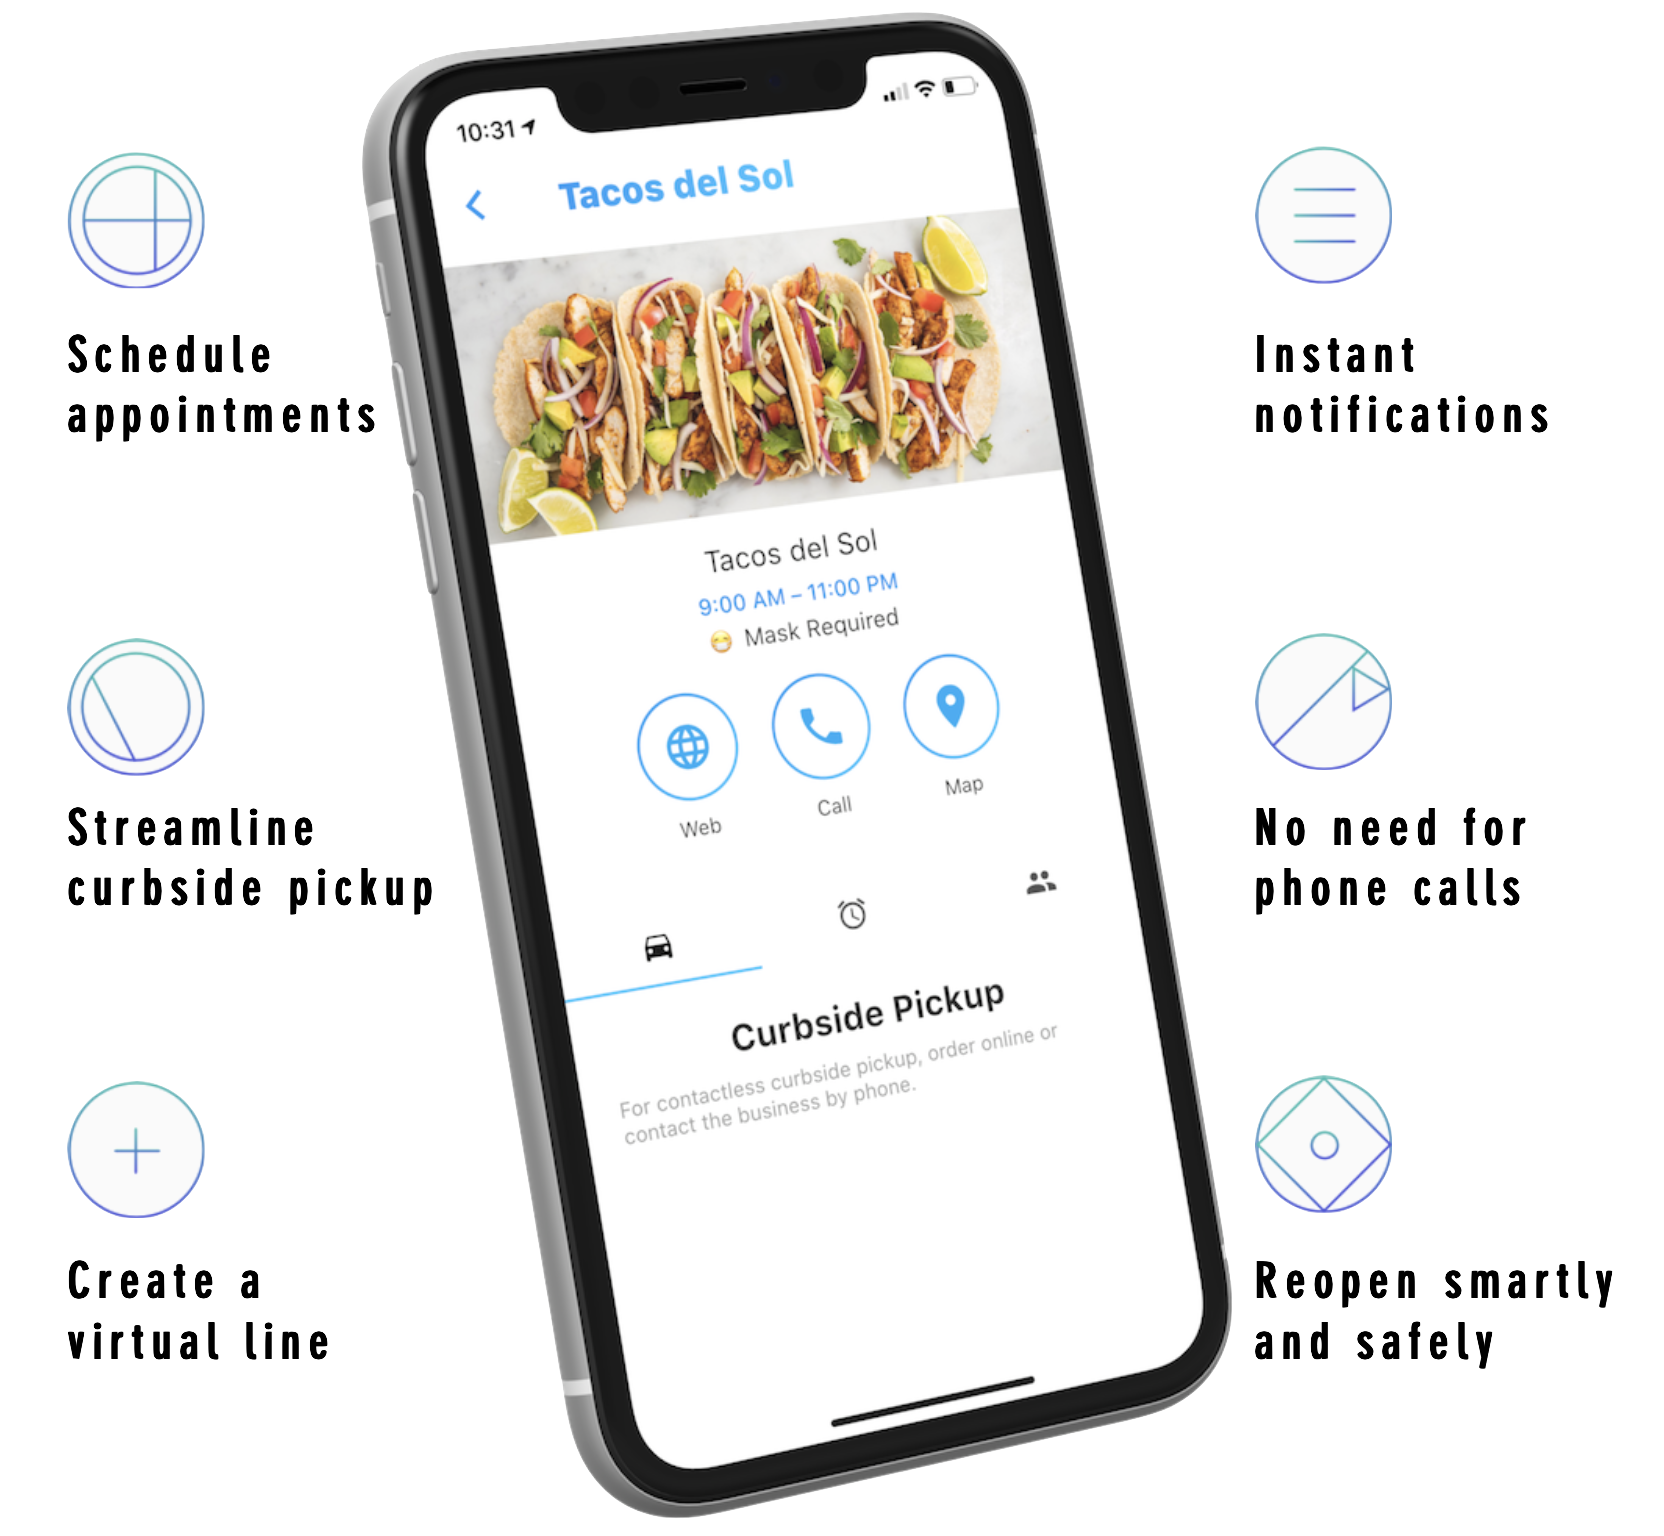 Schedule
appointments
Streamline
curbside pickup
Create a
virtual line
10:31
Tacos del Sol
Tacos del Sol
9:00 AM – 11:00 PM
😷 Mask Required
Web
Call
Map
Curbside Pickup
For contactless curbside pickup, order online or
contact the business by phone.
Instant
notifications
No need for
phone calls
Reopen smartly
and safely